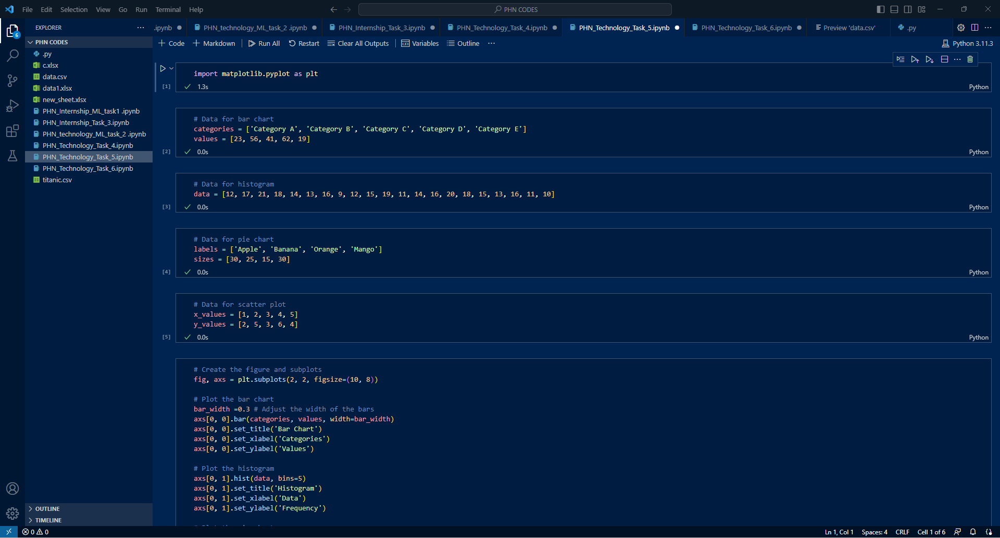 File Edit Selection View Go Run Terminal Help
PHN CODES
EXPLORER
.ipynb
PHN_technology_ML_task_2 .ipynb
PHN_Internship_Task_3.ipynb
PHN_Technology_Task_4.ipynb
PHN_Technology_Task_5.ipynb
PHN_Technology_Task_6.ipynb
Preview 'data.csv'
.py
6
PHN CODES
Code Markdown Run All Restart Clear All Outputs Variables Outline
Python 3.11.3
.py
c.xlsx
data.csv
data1.xlsx
new_sheet.xlsx
PHN_Internship_ML_task1 .ipynb
PHN_Internship_Task_3.ipynb
PHN_technology_ML_task_2 .ipynb
PHN_Technology_Task_4.ipynb
PHN_Technology_Task_5.ipynb
PHN_Technology_Task_6.ipynb
titanic.csv
import matplotlib.pyplot as plt
[1] 1.3s Python
# Data for bar chart
categories = ['Category A', 'Category B', 'Category C', 'Category D', 'Category E']
values = [23, 56, 41, 62, 19]
[2] 0.0s Python
# Data for histogram
data = [12, 17, 21, 18, 14, 13, 16, 9, 12, 15, 19, 11, 14, 16, 20, 18, 15, 13, 16, 11, 10]
[3] 0.0s Python
# Data for pie chart
labels = ['Apple', 'Banana', 'Orange', 'Mango']
sizes = [30, 25, 15, 30]
[4] 0.0s Python
# Data for scatter plot
x_values = [1, 2, 3, 4, 5]
y_values = [2, 5, 3, 6, 4]
[5] 0.0s Python
# Create the figure and subplots
fig, axs = plt.subplots(2, 2, figsize=(10, 8))
# Plot the bar chart
bar_width =0.3 # Adjust the width of the bars
axs[0, 0].bar(categories, values, width=bar_width)
axs[0, 0].set_title('Bar Chart')
axs[0, 0].set_xlabel('Categories')
axs[0, 0].set_ylabel('Values')
# Plot the histogram
axs[0, 1].hist(data, bins=5)
axs[0, 1].set_title('Histogram')
axs[0, 1].set_xlabel('Data')
axs[0, 1].set_ylabel('Frequency')
OUTLINE
TIMELINE
0 0
Ln 1, Col 1 Spaces: 4 CRLF Cell 1 of 6